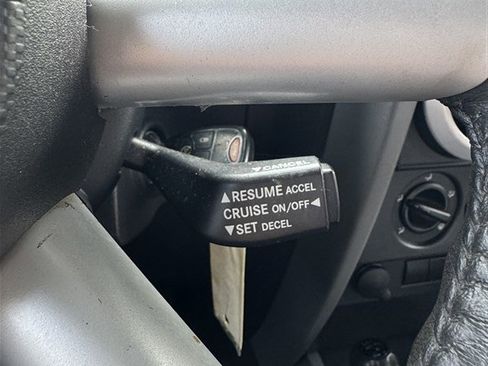 ▼CANCEL
▲RESUME ACCEL
CRUISE ON/OFF◀
▼SET DECEL